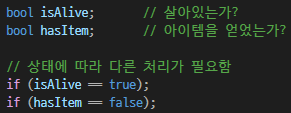 bool isAlive;       // 살아있는가?
bool hasItem;       // 아이템을 얻었는가?

// 상태에 따라 다른 처리가 필요함
if (isAlive == true);
if (hasItem == false);